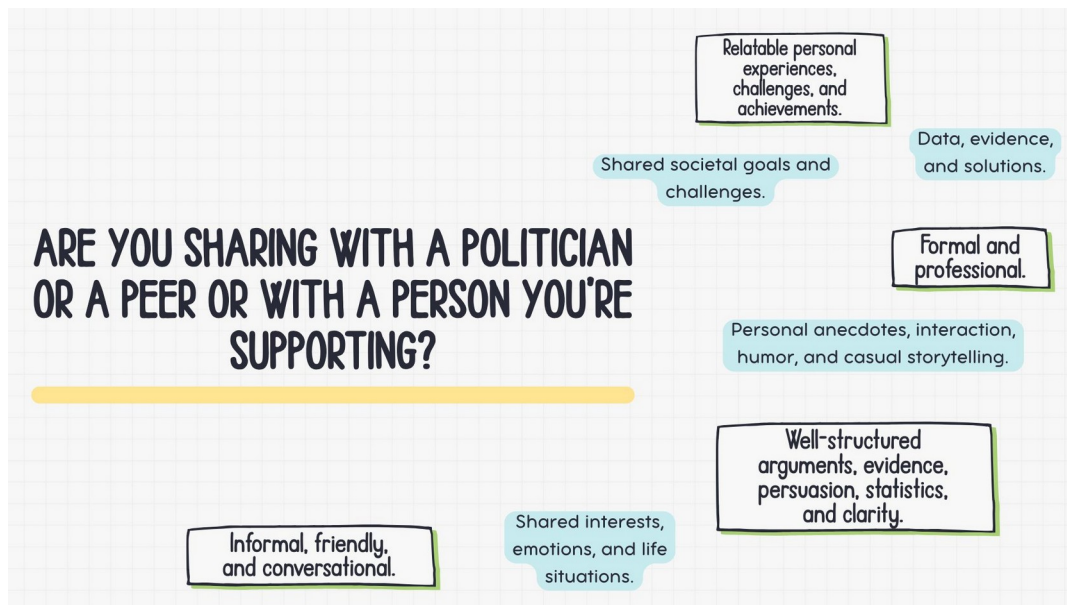 Relatable personal
experiences,
challenges, and
achievements.
Data, evidence,
and solutions.
Shared societal goals and
challenges.
ARE YOU SHARING WITH A POLITICIAN
OR A PEER OR WITH A PERSON YOU'RE
SUPPORTING?
Formal and
professional.
Personal anecdotes, interaction,
humor, and casual storytelling.
Well-structured
arguments, evidence,
persuasion, statistics,
and clarity.
Shared interests,
emotions, and life
situations.
Informal, friendly,
and conversational.